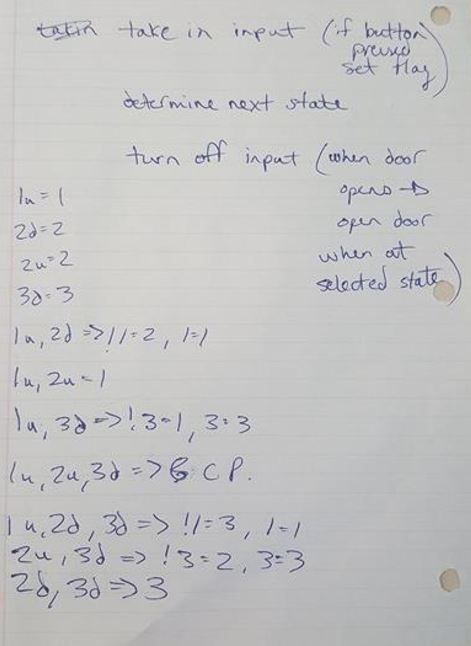 take in input (if button
pressed
set flag)
determine next state
turn off input (when door
opens →
open door
when at
selected state)
1u = 1
2d = 2
2u = 2
3d = 3
1u, 2d => !1=2, 1=1
1u, 2u = 1
1u, 3d => !3=1, 3=3
1u, 2u, 3d => C P.
1u, 2d, 3d => !1=3, 1=1
2u, 3d => !3=2, 3=3
2d, 3d => 3